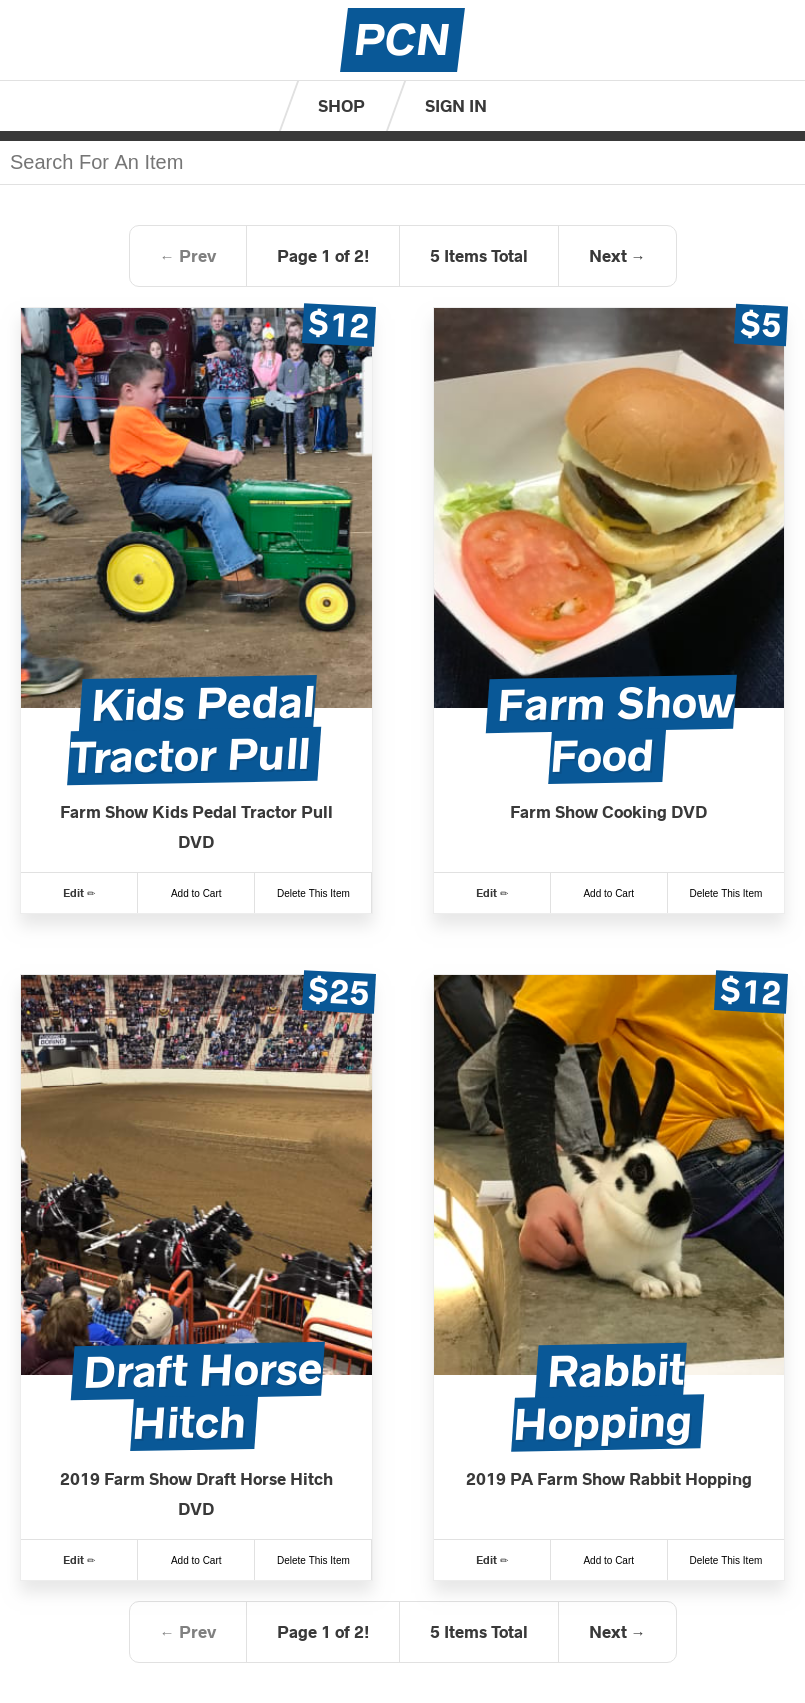 PCN
SHOP
SIGN IN
Search For An Item
← Prev
Page 1 of 2!
5 Items Total
Next →
$12
Kids Pedal
Tractor Pull
Farm Show Kids Pedal Tractor Pull
DVD
Edit ✏
Add to Cart
Delete This Item
$5
Farm Show
Food
Farm Show Cooking DVD
Edit ✏
Add to Cart
Delete This Item
$25
BORING
Draft Horse
Hitch
2019 Farm Show Draft Horse Hitch
DVD
Edit ✏
Add to Cart
Delete This Item
$12
Rabbit
Hopping
2019 PA Farm Show Rabbit Hopping
Edit ✏
Add to Cart
Delete This Item
← Prev
Page 1 of 2!
5 Items Total
Next →